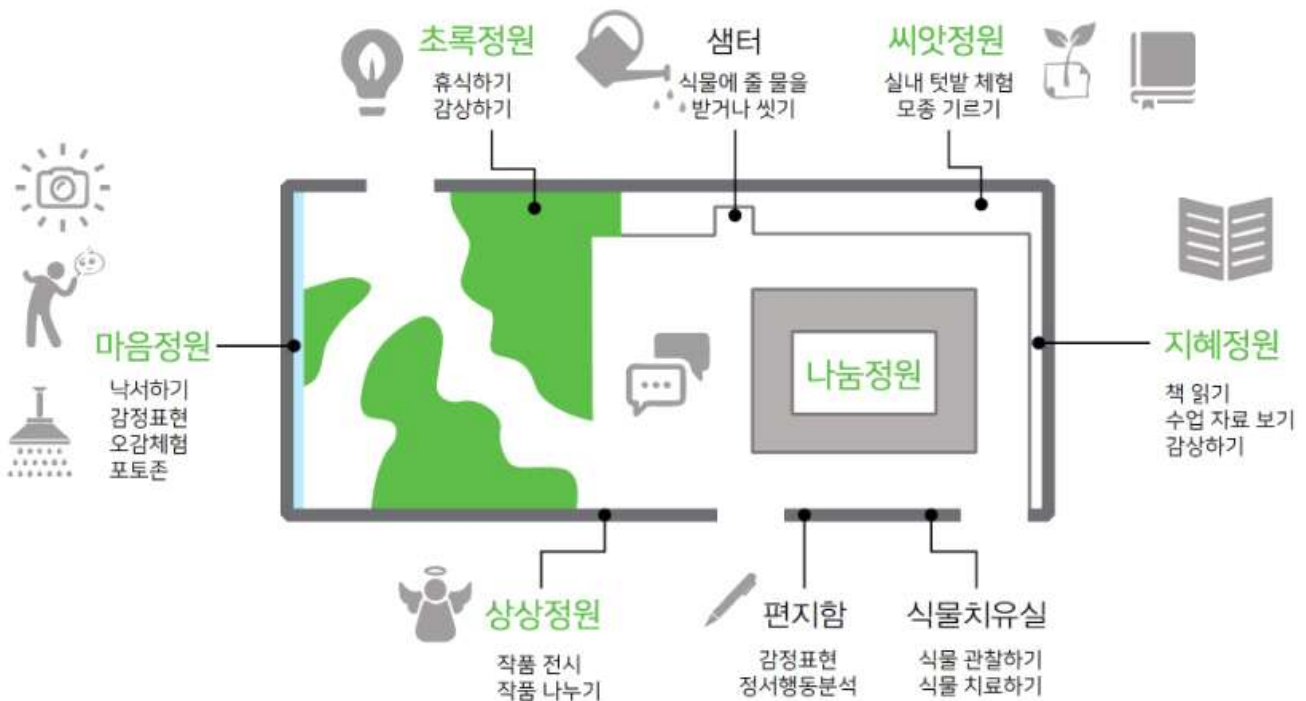 초록정원
휴식하기
감상하기
샘터
식물에 줄 물을
받거나 씻기
씨앗정원
실내 텃밭 체험
모종 기르기
마음정원
낙서하기
감정표현
오감체험
포토존
나눔정원
지혜정원
책 읽기
수업 자료 보기
감상하기
상상정원
작품 전시
작품 나누기
편지함
감정표현
정서행동분석
식물치유실
식물 관찰하기
식물 치료하기